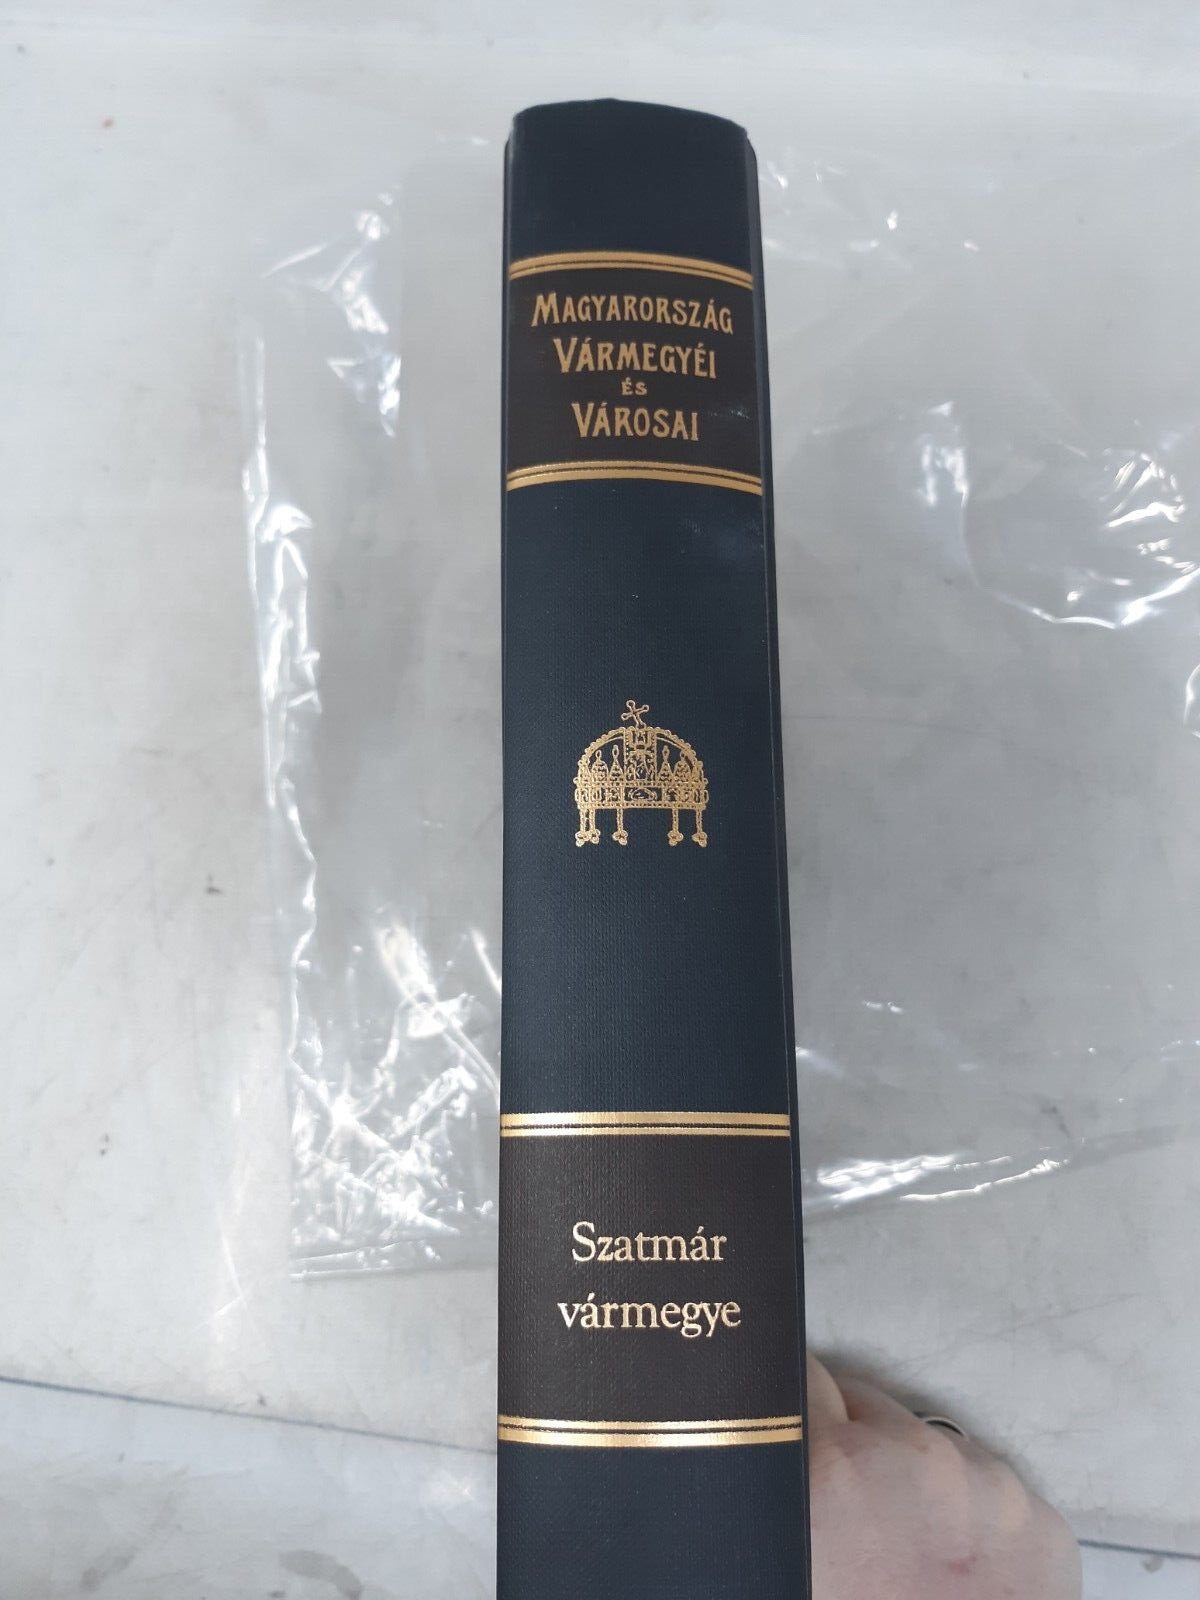 MAGYARORSZÁG
VÁRMEGYÉI
ÉS
VÁROSAI
Szatmár
vármegye